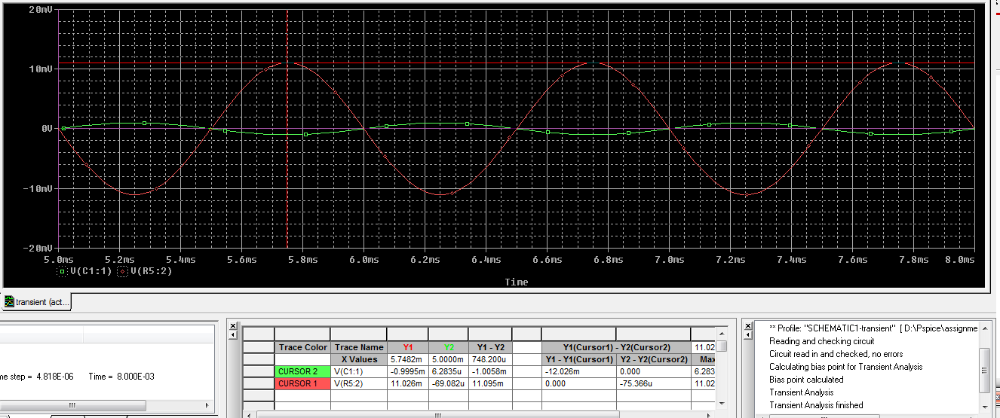 20mV
10mV
0V
-10mV
-20mV
5.0ms 5.2ms 5.4ms 5.6ms 5.8ms 6.0ms 6.2ms 6.4ms 6.6ms 6.8ms 7.0ms 7.2ms 7.4ms 7.6ms 7.8ms 8.0ms
V(C1:1) V(R5:2)
Time
transient (act...
me step = 4.818E-06 Time = 8.000E-03
Trace Color Trace Name Y1 Y2 Y1 - Y2 Y1(Cursor1) - Y2(Cursor2) 11.02
X Values 5.7482m 5.0000m 748.200u Y1 - Y1(Cursor1) Y2 - Y2(Cursor2) Max
CURSOR 2 V(C1:1) -0.9995m 6.2835u -1.0058m -12.026m 0.000 6.283
CURSOR 1 V(R5:2) 11.026m -69.082u 11.095m 0.000 -75.366u 11.02
** Profile: "SCHEMATIC1-transient" [ D:\Pspice\assignme
Reading and checking circuit
Circuit read in and checked, no errors
Calculating bias point for Transient Analysis
Bias point calculated
Transient Analysis
Transient Analysis finished